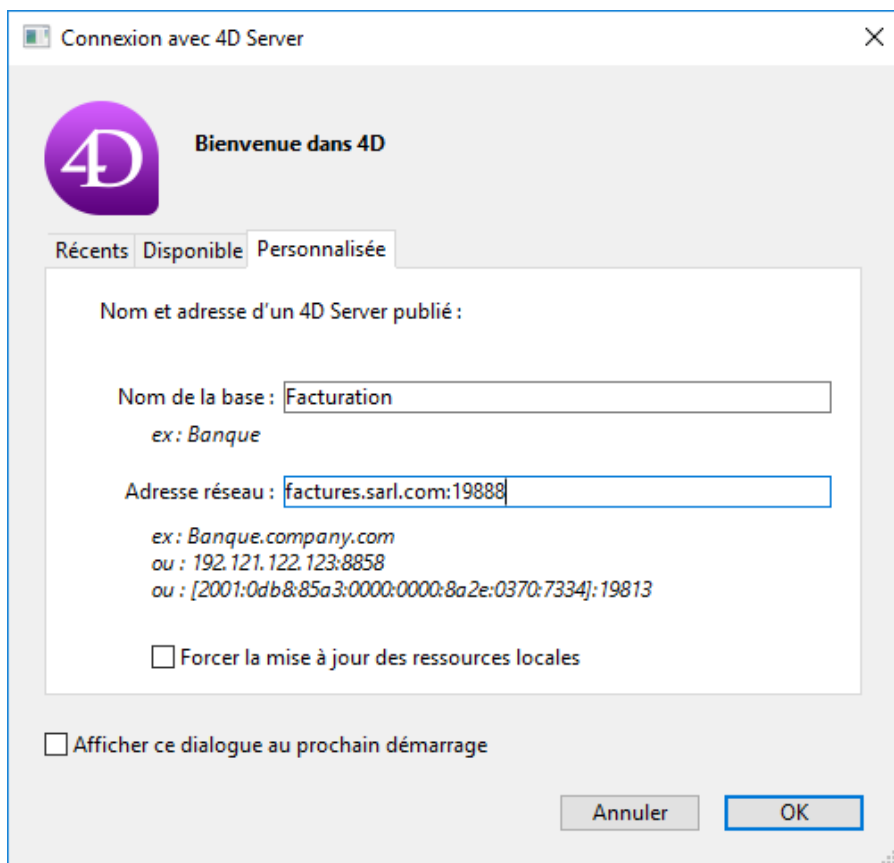 Connexion avec 4D Server
4D
Bienvenue dans 4D
Récents Disponible Personnalisée
Nom et adresse d'un 4D Server publié :
Nom de la base : Facturation
ex : Banque
Adresse réseau : factures.sarl.com:19888
ex : Banque.company.com
ou : 192.121.122.123:8858
ou : [2001:0db8:85a3:0000:0000:8a2e:0370:7334]:19813
Forcer la mise à jour des ressources locales
Afficher ce dialogue au prochain démarrage
Annuler OK